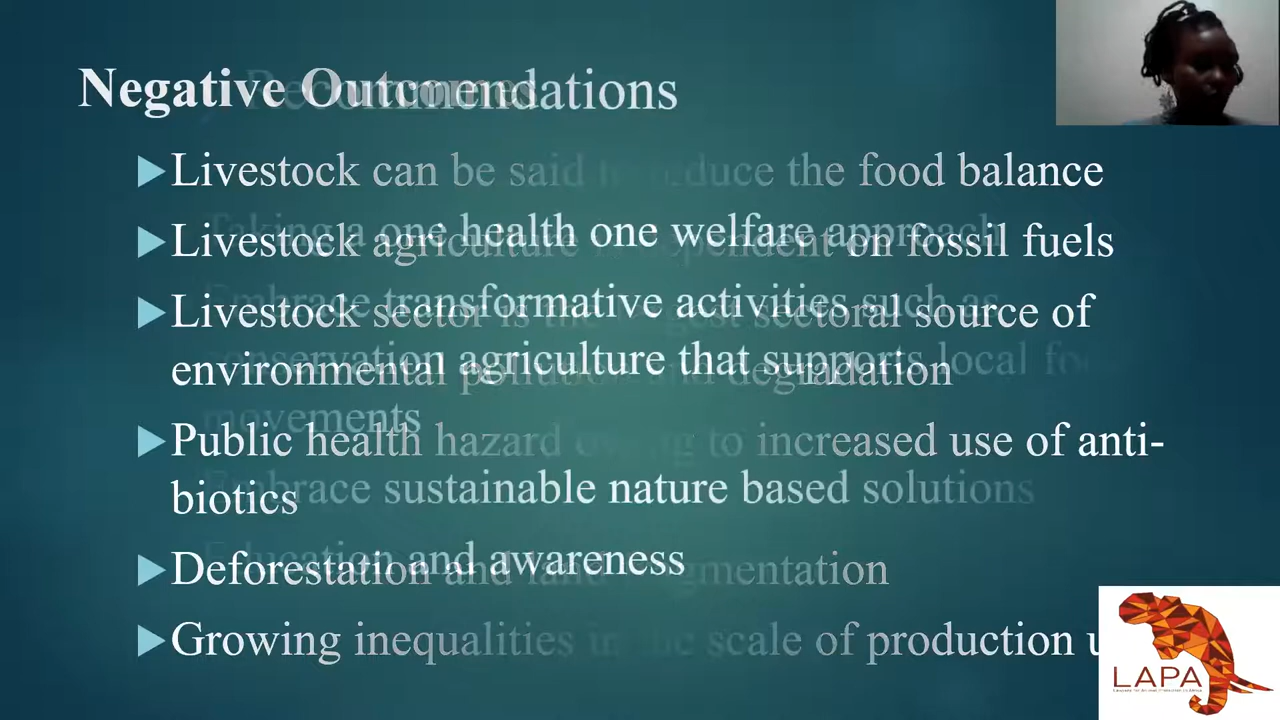 Negative Outcomes
Livestock can be said to reduce the food balance
Livestock agriculture is dependent on fossil fuels
Livestock sector is the largest sectoral source of
environmental pollution and degradation
Public health hazard owing to increased use of anti-
biotics
Deforestation and land fragmentation
Growing inequalities in the scale of production
Recommendations
Taking a one health one welfare approach
Embrace transformative activities such as
conservation agriculture that supports local food
movements
Embrace sustainable nature based solutions
Education and awareness
LAPA